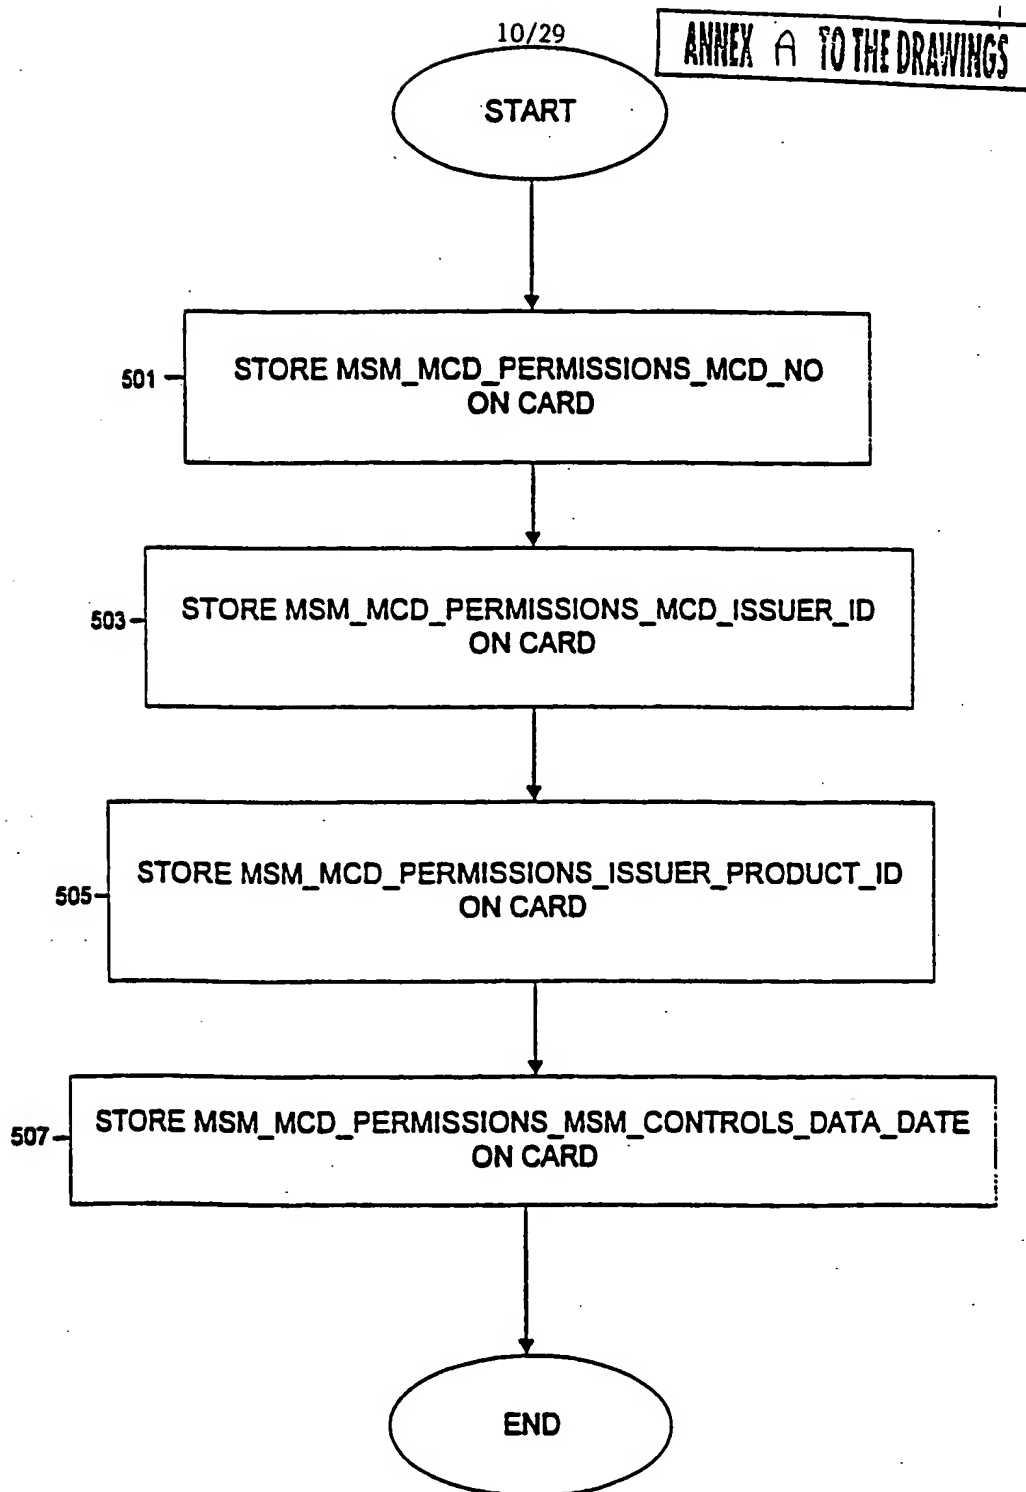 10/29
ANNEX A TO THE DRAWINGS
START
501
STORE MSM_MCD_PERMISSIONS_MCD_NO
ON CARD
503
STORE MSM_MCD_PERMISSIONS_MCD_ISSUER_ID
ON CARD
505
STORE MSM_MCD_PERMISSIONS_ISSUER_PRODUCT_ID
ON CARD
507
STORE MSM_MCD_PERMISSIONS_MSM_CONTROLS_DATA_DATE
ON CARD
END